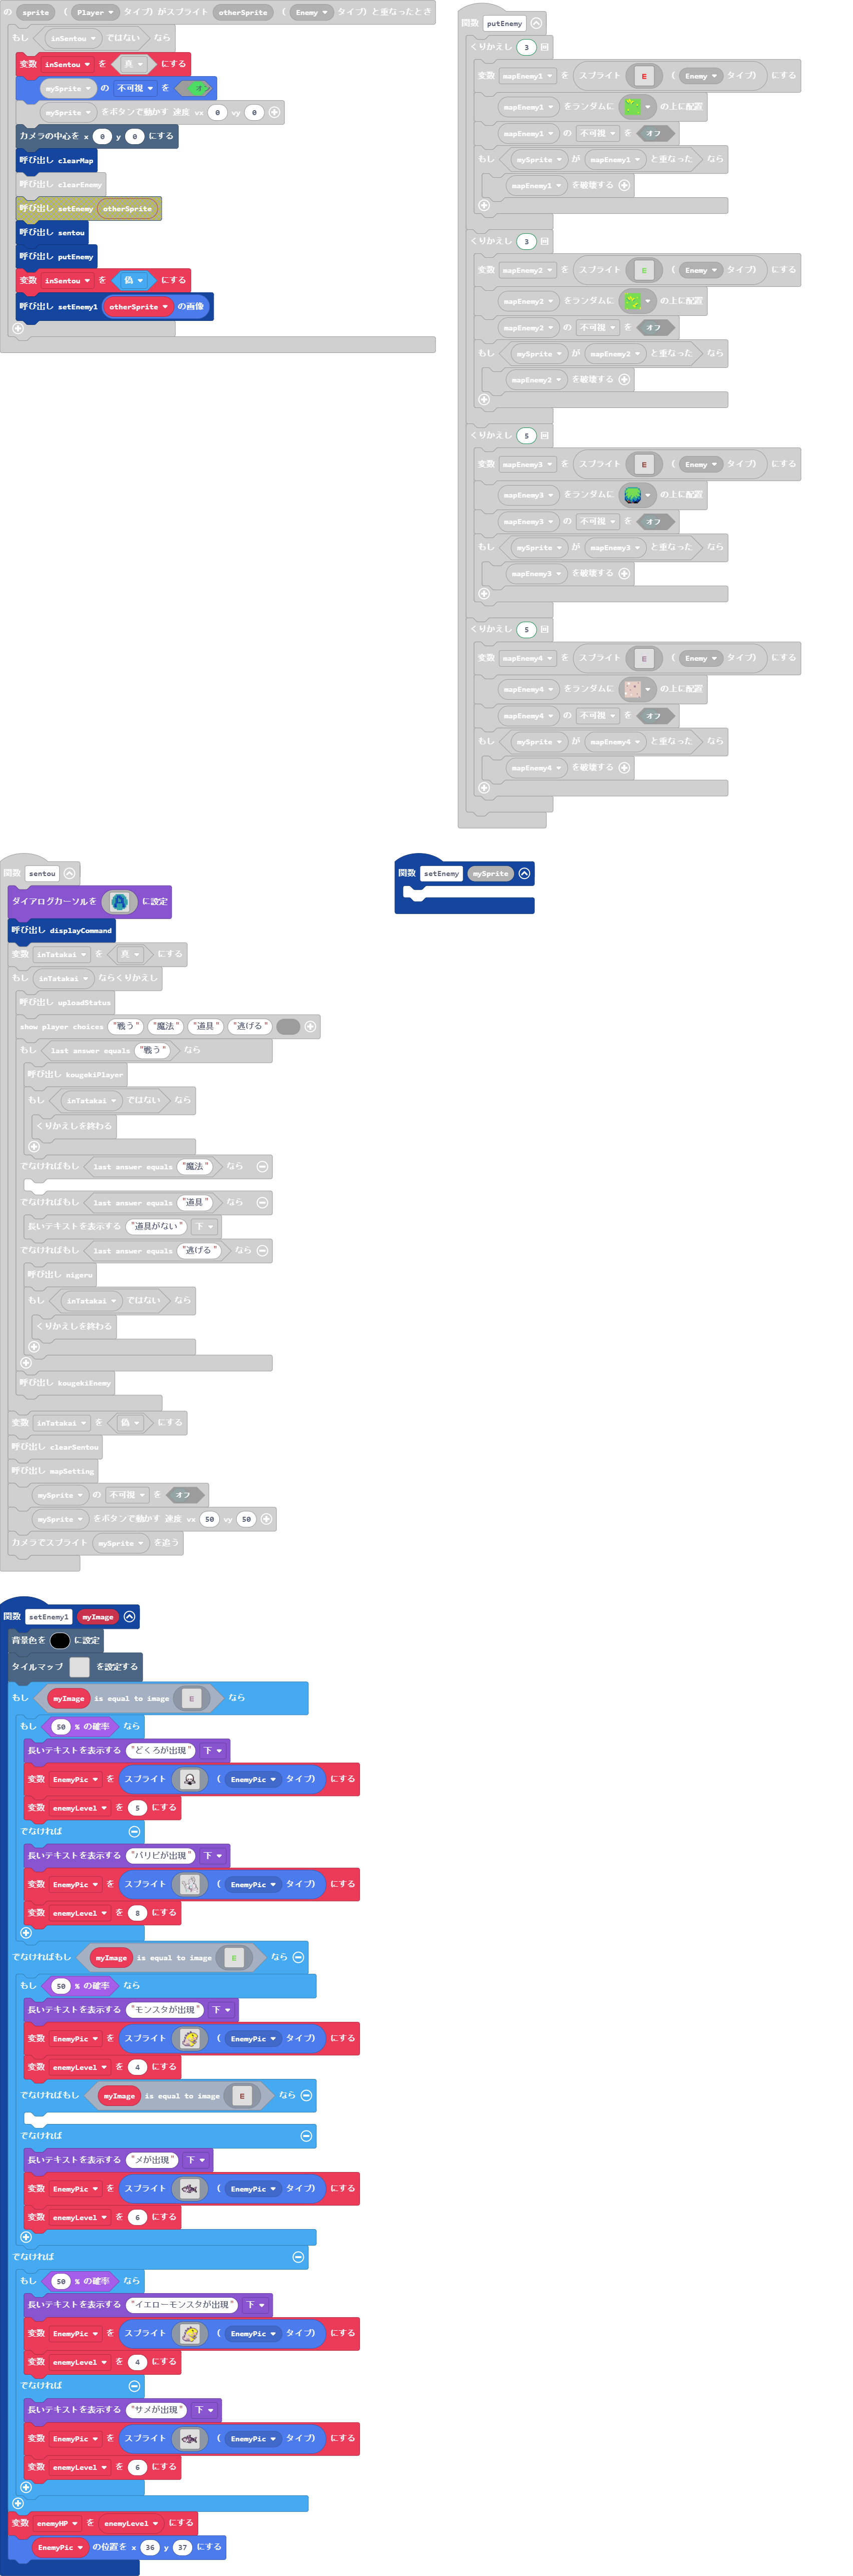 の sprite ( Player タイプ) がスプライト otherSprite ( Enemy タイプ) と重なったとき
もし inSentou ではない なら
変数 inSentou を 真 にする
mySprite の 不可視 を オン
mySprite をボタンで動かす 速度 vx 0 vy 0
カメラの中心を x 0 y 0 にする
呼び出し clearMap
呼び出し clearEnemy
呼び出し setEnemy otherSprite
呼び出し sentou
呼び出し putEnemy
変数 inSentou を 偽 にする
呼び出し setEnemy1 otherSprite の画像
関数 putEnemy
くりかえし 3 回
変数 mapEnemy1 を スプライト E ( Enemy タイプ) にする
mapEnemy1 をランダムに の上に配置
mapEnemy1 の 不可視 を オフ
もし mySprite が mapEnemy1 と重なった なら
mapEnemy1 を破壊する
くりかえし 3 回
変数 mapEnemy2 を スプライト E ( Enemy タイプ) にする
mapEnemy2 をランダムに の上に配置
mapEnemy2 の 不可視 を オフ
もし mySprite が mapEnemy2 と重なった なら
mapEnemy2 を破壊する
くりかえし 5 回
変数 mapEnemy3 を スプライト E ( Enemy タイプ) にする
mapEnemy3 をランダムに の上に配置
mapEnemy3 の 不可視 を オフ
もし mySprite が mapEnemy3 と重なった なら
mapEnemy3 を破壊する
くりかえし 5 回
変数 mapEnemy4 を スプライト E ( Enemy タイプ) にする
mapEnemy4 をランダムに の上に配置
mapEnemy4 の 不可視 を オフ
もし mySprite が mapEnemy4 と重なった なら
mapEnemy4 を破壊する
関数 sentou
ダイアログカーソルを A に設定
呼び出し displayCommand
変数 inTatakai を 真 にする
もし inTatakai ならくりかえし
呼び出し uploadStatus
show player choices "戦う" "魔法" "道具" "逃げる"
もし last answer equals "戦う" なら
呼び出し kougekiPlayer
もし inTatakai ではない なら
くりかえしを終わる
でなければもし last answer equals "魔法" なら
でなければもし last answer equals "道具" なら
長いテキストを表示する "道具がない" 下
でなければもし last answer equals "逃げる" なら
呼び出し nigeru
もし inTatakai ではない なら
くりかえしを終わる
呼び出し kougekiEnemy
変数 inTatakai を 偽 にする
呼び出し clearSentou
呼び出し mapSetting
mySprite の 不可視 を オフ
mySprite をボタンで動かす 速度 vx 50 vy 50
カメラでスプライト mySprite を追う
関数 setEnemy mySprite
関数 setEnemy1 myImage
背景色を に設定
タイルマップ を設定する
もし myImage is equal to image E なら
もし 50 % の確率 なら
長いテキストを表示する "どくろが出現" 下
変数 EnemyPic を スプライト ( EnemyPic タイプ) にする
変数 enemyLevel を 5 にする
でなければ
長いテキストを表示する "パリピが出現" 下
変数 EnemyPic を スプライト ( EnemyPic タイプ) にする
変数 enemyLevel を 8 にする
でなければもし myImage is equal to image E なら
もし 50 % の確率 なら
長いテキストを表示する "モンスタが出現" 下
変数 EnemyPic を スプライト ( EnemyPic タイプ) にする
変数 enemyLevel を 4 にする
でなければもし myImage is equal to image E なら
でなければ
長いテキストを表示する "メが出現" 下
変数 EnemyPic を スプライト ( EnemyPic タイプ) にする
変数 enemyLevel を 6 にする
でなければ
もし 50 % の確率 なら
長いテキストを表示する "イエローモンスタが出現" 下
変数 EnemyPic を スプライト ( EnemyPic タイプ) にする
変数 enemyLevel を 4 にする
でなければ
長いテキストを表示する "サメが出現" 下
変数 EnemyPic を スプライト ( EnemyPic タイプ) にする
変数 enemyLevel を 6 にする
変数 enemyHP を enemyLevel にする
EnemyPic の位置を x 36 y 37 にする